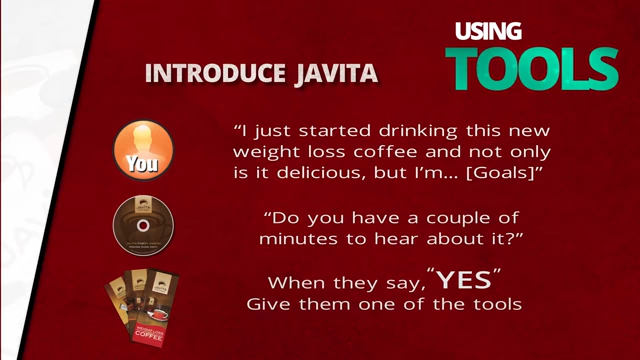 USING
TOOLS
INTRODUCE JAVITA
You
“I just started drinking this new
weight loss coffee and not only
is it delicious, but I’m... [Goals]”
JAVITA
“Do you have a couple of
minutes to hear about it?”
JAVITA
COFFEE
When they say, “YES”
Give them one of the tools